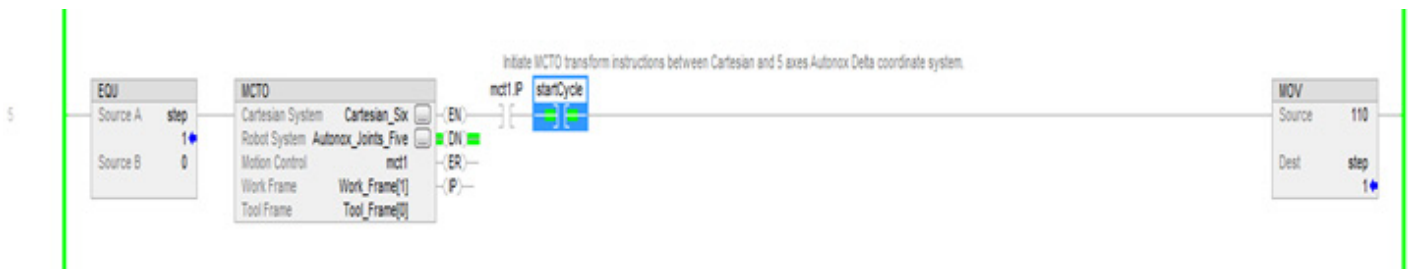 Initiate MCTO transform instructions between Cartesian and 5 axes Autonox Delta coordinate system.
5
EQU
Source A step
1
Source B 0
MCTO
Cartesian System Cartesian_Six ...
Robot System Autonox_Joints_Five ...
Motion Control mct1
Work Frame Work_Frame[1]
Tool Frame Tool_Frame[0]
EN
DN
ER
IP
mct1.IP
startCycle
MOV
Source 110
Dest step
1